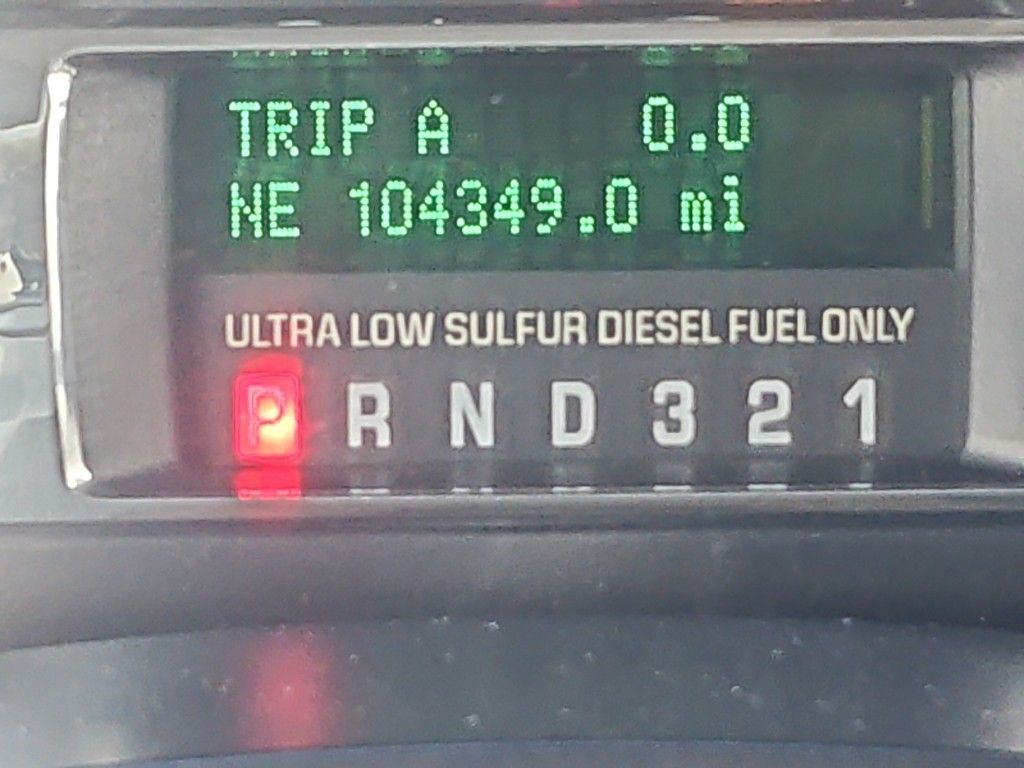 TRIP A 0.0
NE 104349.0 mi
ULTRA LOW SULFUR DIESEL FUEL ONLY
P R N D 3 2 1